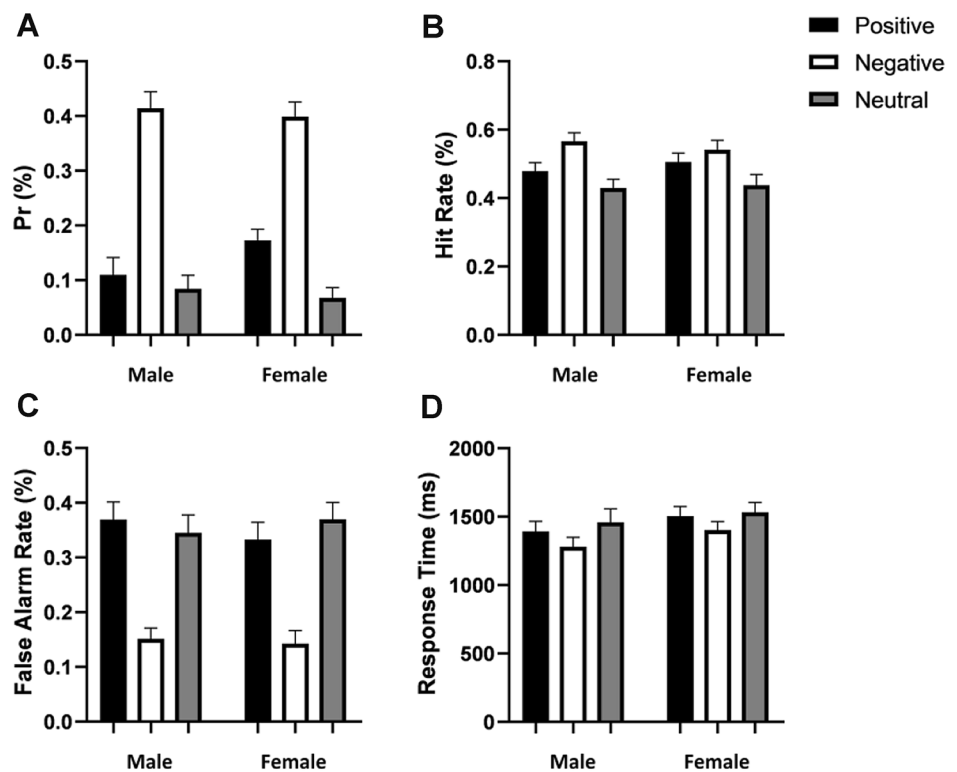 A
B
Positive
Negative
Neutral
0.5
0.4
0.3
0.2
0.1
0.0
Pr (%)
Male
Female
0.8
0.6
0.4
0.2
0.0
Hit Rate (%)
Male
Female
C
D
0.5
0.4
0.3
0.2
0.1
0.0
False Alarm Rate (%)
Male
Female
2000
1500
1000
500
0
Response Time (ms)
Male
Female